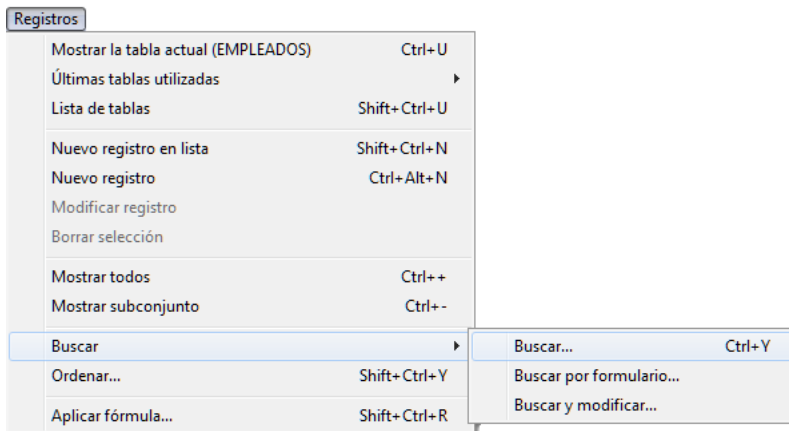 Registros
Mostrar la tabla actual (EMPLEADOS) Ctrl+U
Últimas tablas utilizadas
Lista de tablas Shift+Ctrl+U
Nuevo registro en lista Shift+Ctrl+N
Nuevo registro Ctrl+Alt+N
Modificar registro
Borrar selección
Mostrar todos Ctrl++
Mostrar subconjunto Ctrl+-
Buscar Buscar... Ctrl+Y
Ordenar... Shift+Ctrl+Y Buscar por formulario...
Buscar y modificar...
Aplicar fórmula... Shift+Ctrl+R